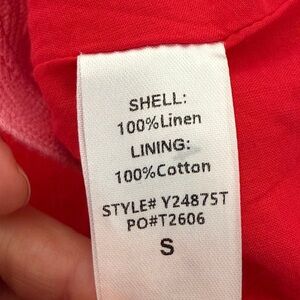 SHELL:
100%Linen
LINING:
100%Cotton
STYLE# Y24875T
PO#T2606
S